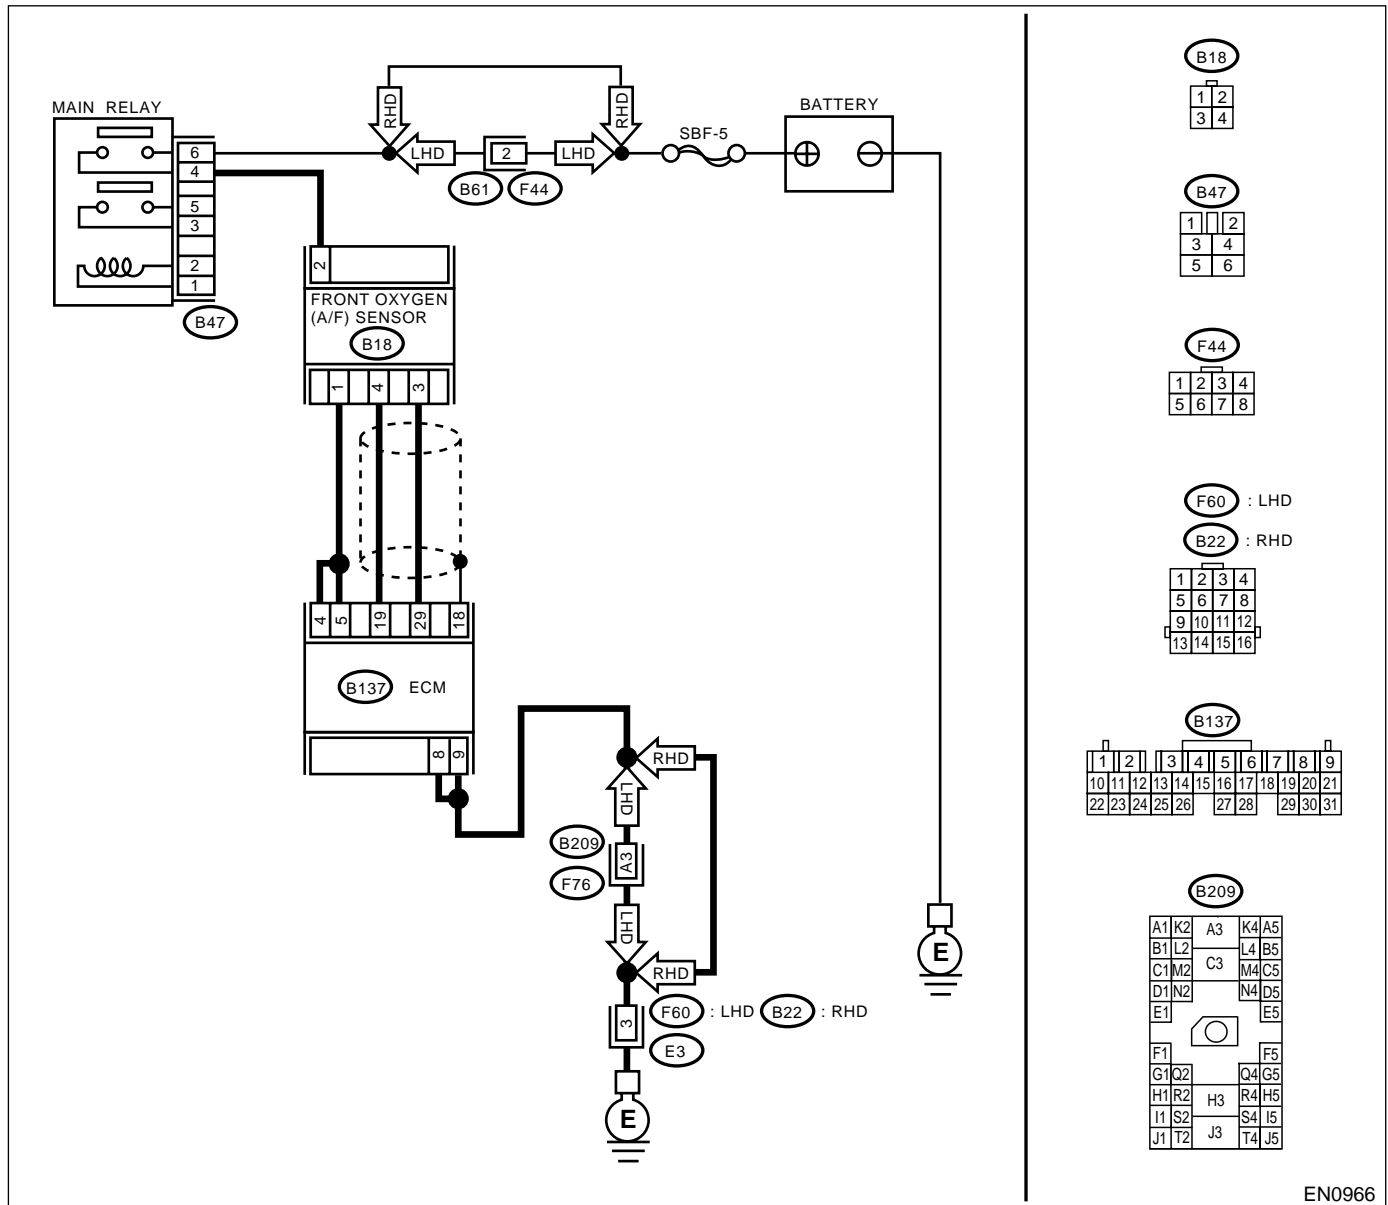 MAIN RELAY
6
4
5
3
2
1
B47
RHD
LHD
2
LHD
RHD
B61 F44
SBF-5
BATTERY
2
FRONT OXYGEN
(A/F) SENSOR
B18
1 4 3
4 5 19 29 18
B137 ECM
8 9
RHD
LHD
B209
A3
F76
LHD
RHD
3
F60 : LHD B22 : RHD
E3
E
E
B18
1 2
3 4
B47
1 2
3 4
5 6
F44
1 2 3 4
5 6 7 8
F60 : LHD
B22 : RHD
1 2 3 4
5 6 7 8
9 10 11 12
13 14 15 16
B137
1 2 3 4 5 6 7 8 9
10 11 12 13 14 15 16 17 18 19 20 21
22 23 24 25 26 27 28 29 30 31
B209
A1 K2 A3 K4 A5
B1 L2 L4 B5
C1 M2 C3 M4 C5
D1 N2 N4 D5
E1 E5
F1 F5
G1 Q2 Q4 G5
H1 R2 H3 R4 H5
I1 S2 S4 I5
J1 T2 J3 T4 J5
EN0966